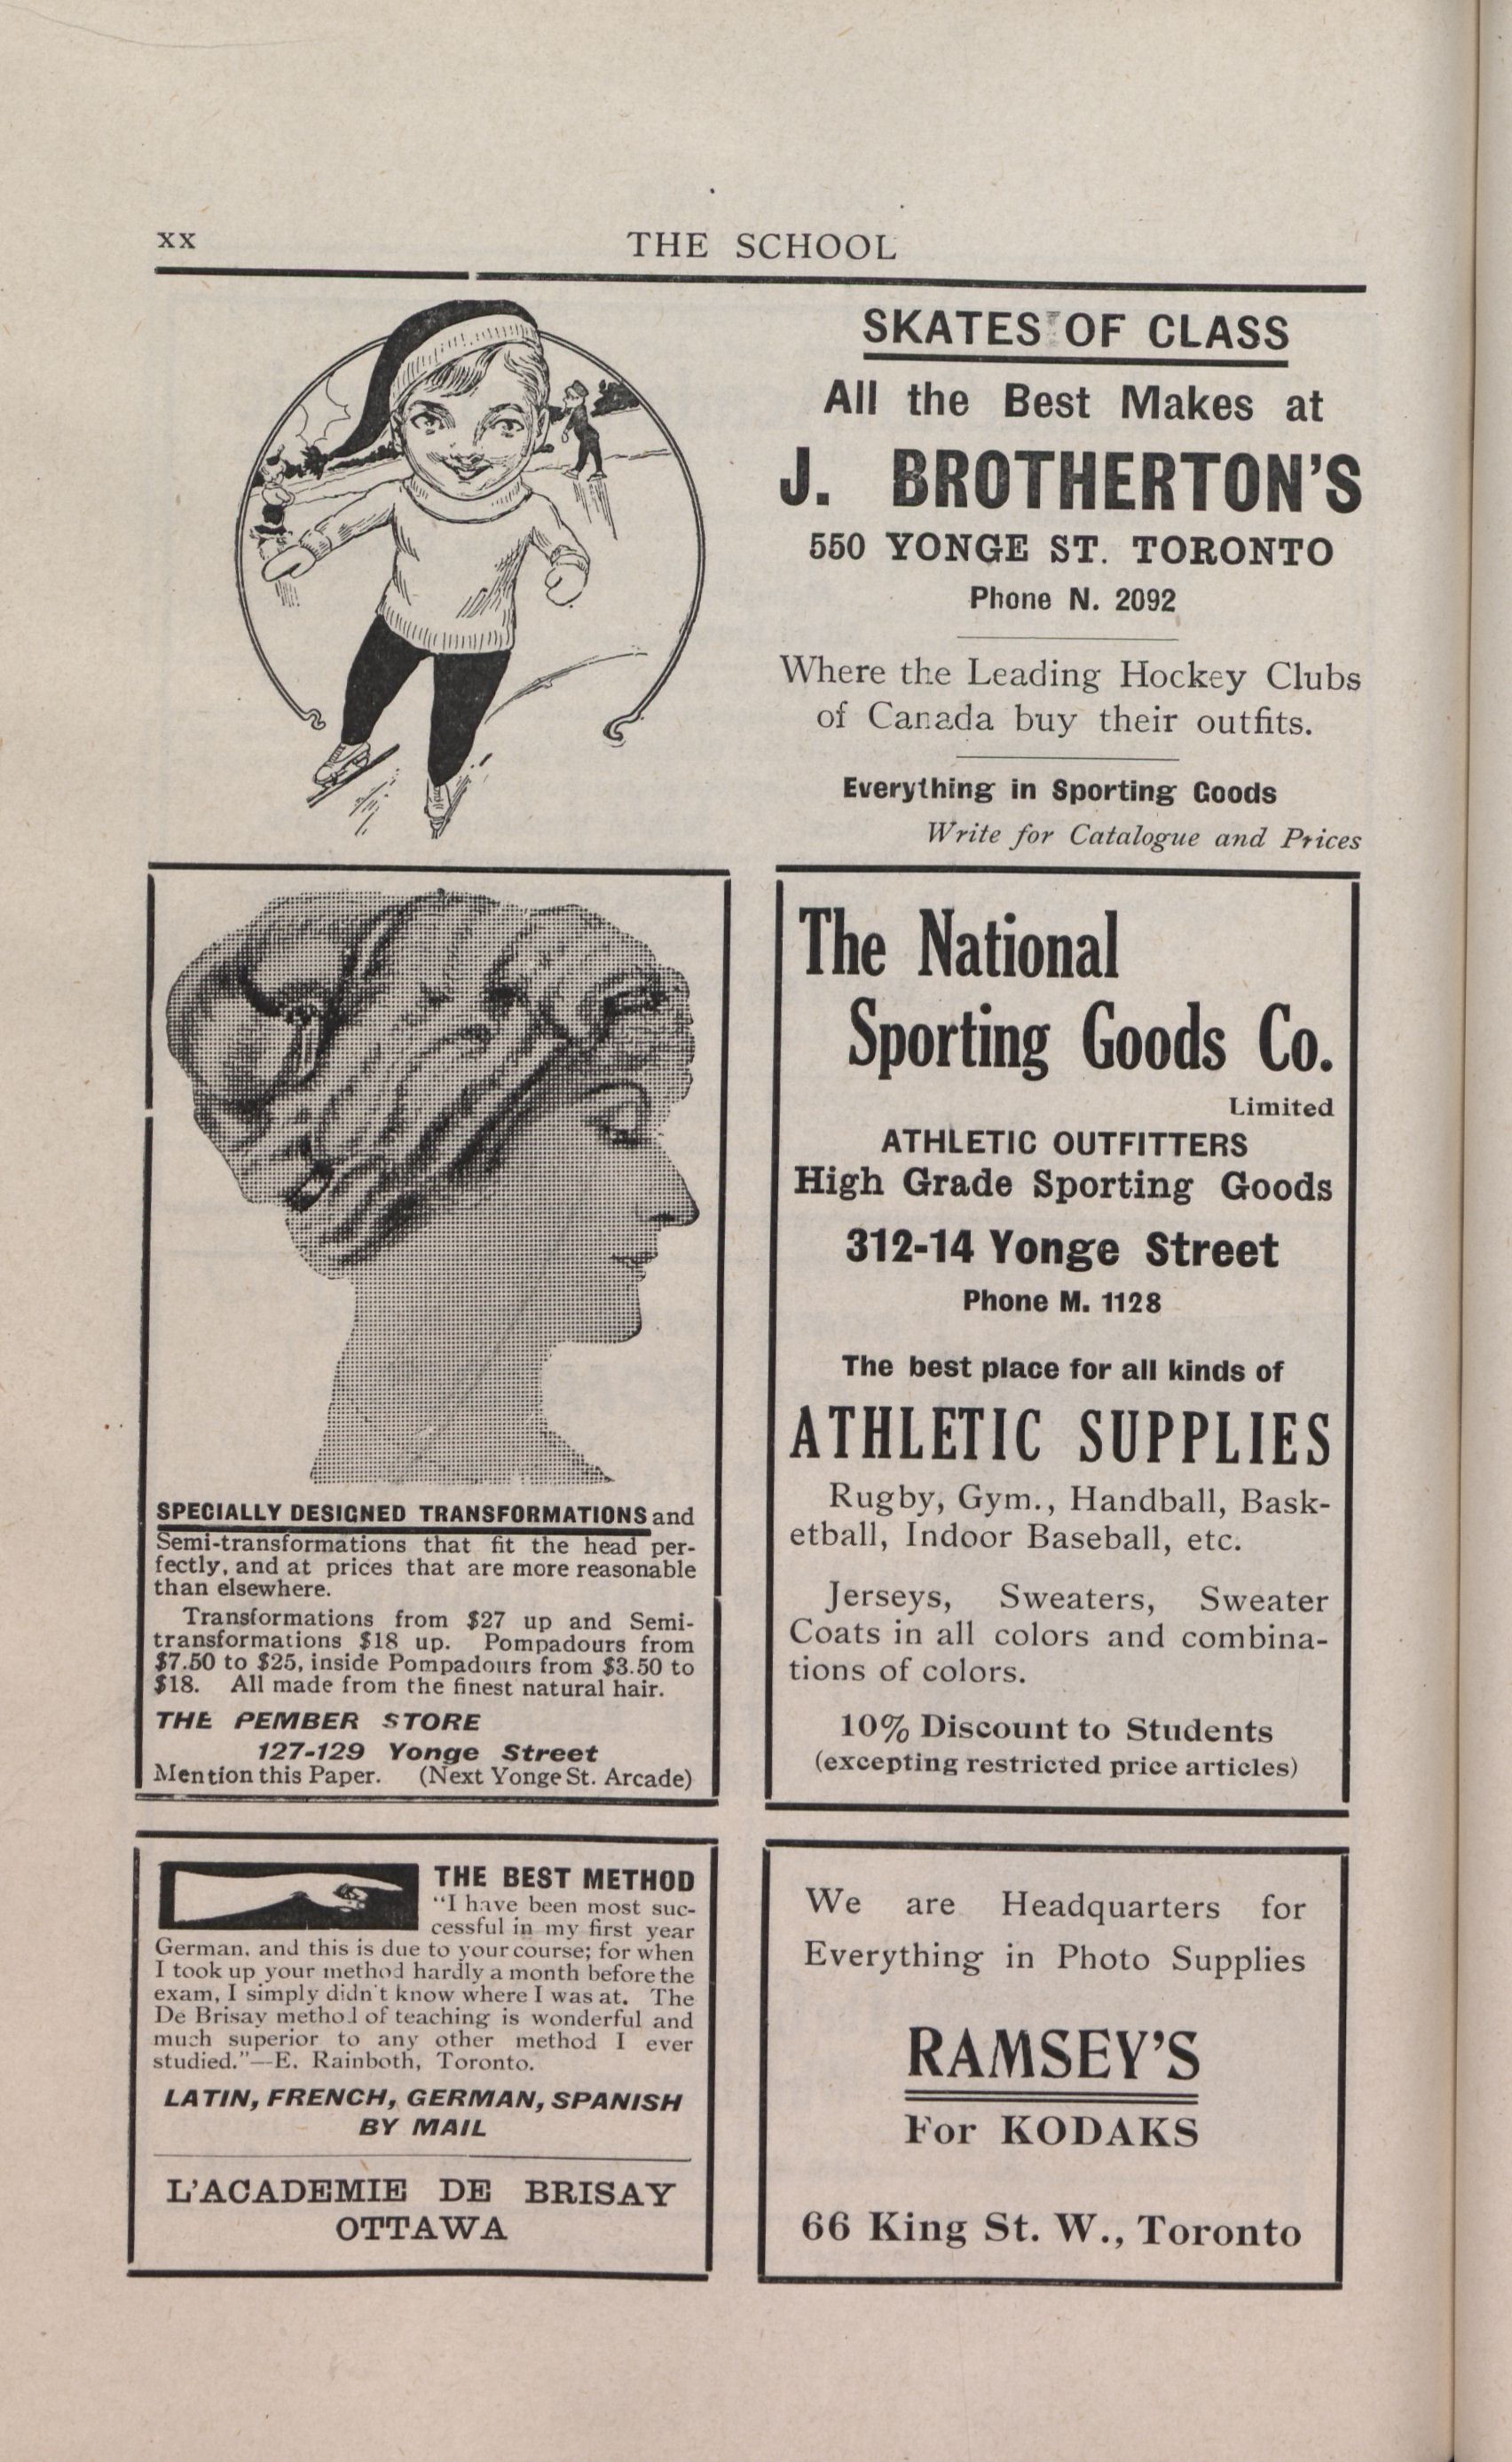 xx
THE SCHOOL
SKATES OF CLASS
All the Best Makes at
J. BROTHERTON'S
550 YONGE ST. TORONTO
Phone N. 2092
Where the Leading Hockey Clubs
of Canada buy their outfits.
Everything in Sporting Goods
Write for Catalogue and Prices
SPECIALLY DESIGNED TRANSFORMATIONS and
Semi-transformations that fit the head per-
fectly, and at prices that are more reasonable
than elsewhere.
Transformations from $27 up and Semi-
transformations $18 up. Pompadours from
$7.50 to $25, inside Pompadours from $3.50 to
$18. All made from the finest natural hair.
THE PEMBER STORE
127-129 Yonge Street
Mention this Paper. (Next Yonge St. Arcade)
The National
Sporting Goods Co.
Limited
ATHLETIC OUTFITTERS
High Grade Sporting Goods
312-14 Yonge Street
Phone M. 1128
The best place for all kinds of
ATHLETIC SUPPLIES
Rugby, Gym., Handball, Bask-
etball, Indoor Baseball, etc.
Jerseys, Sweaters, Sweater
Coats in all colors and combina-
tions of colors.
10% Discount to Students
(excepting restricted price articles)
THE BEST METHOD
"I have been most suc-
cessful in my first year
German, and this is due to your course; for when
I took up your method hardly a month before the
exam, I simply didn't know where I was at. The
De Brisay method of teaching is wonderful and
much superior to any other method I ever
studied."—E. Rainboth, Toronto.
LATIN, FRENCH, GERMAN, SPANISH
BY MAIL
L'ACADEMIE DE BRISAY
OTTAWA
We are Headquarters for
Everything in Photo Supplies
RAMSEY'S
For KODAKS
66 King St. W., Toronto